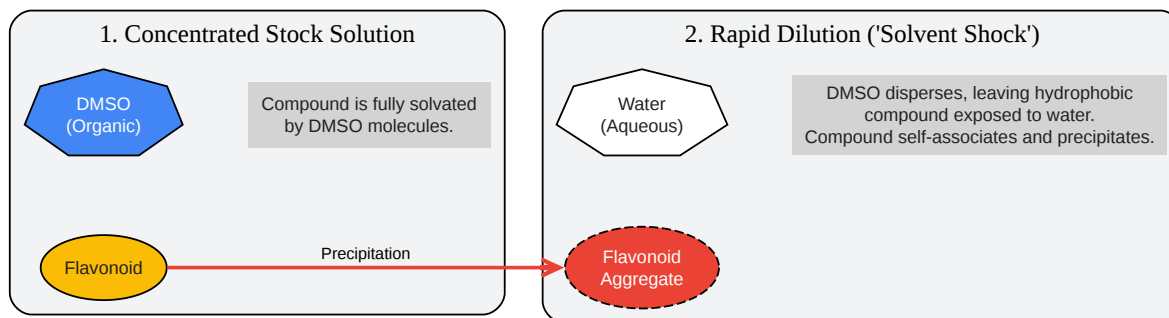 1. Concentrated Stock Solution
DMSO
(Organic)
Compound is fully solvated
by DMSO molecules.
Flavonoid
Precipitation
2. Rapid Dilution ('Solvent Shock')
Water
(Aqueous)
DMSO disperses, leaving hydrophobic
compound exposed to water.
Compound self-associates and precipitates.
Flavonoid
Aggregate